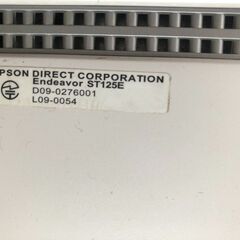 PSON DIRECT CORPORATION
Endeavor ST125E
D09-0276001
L09-0054